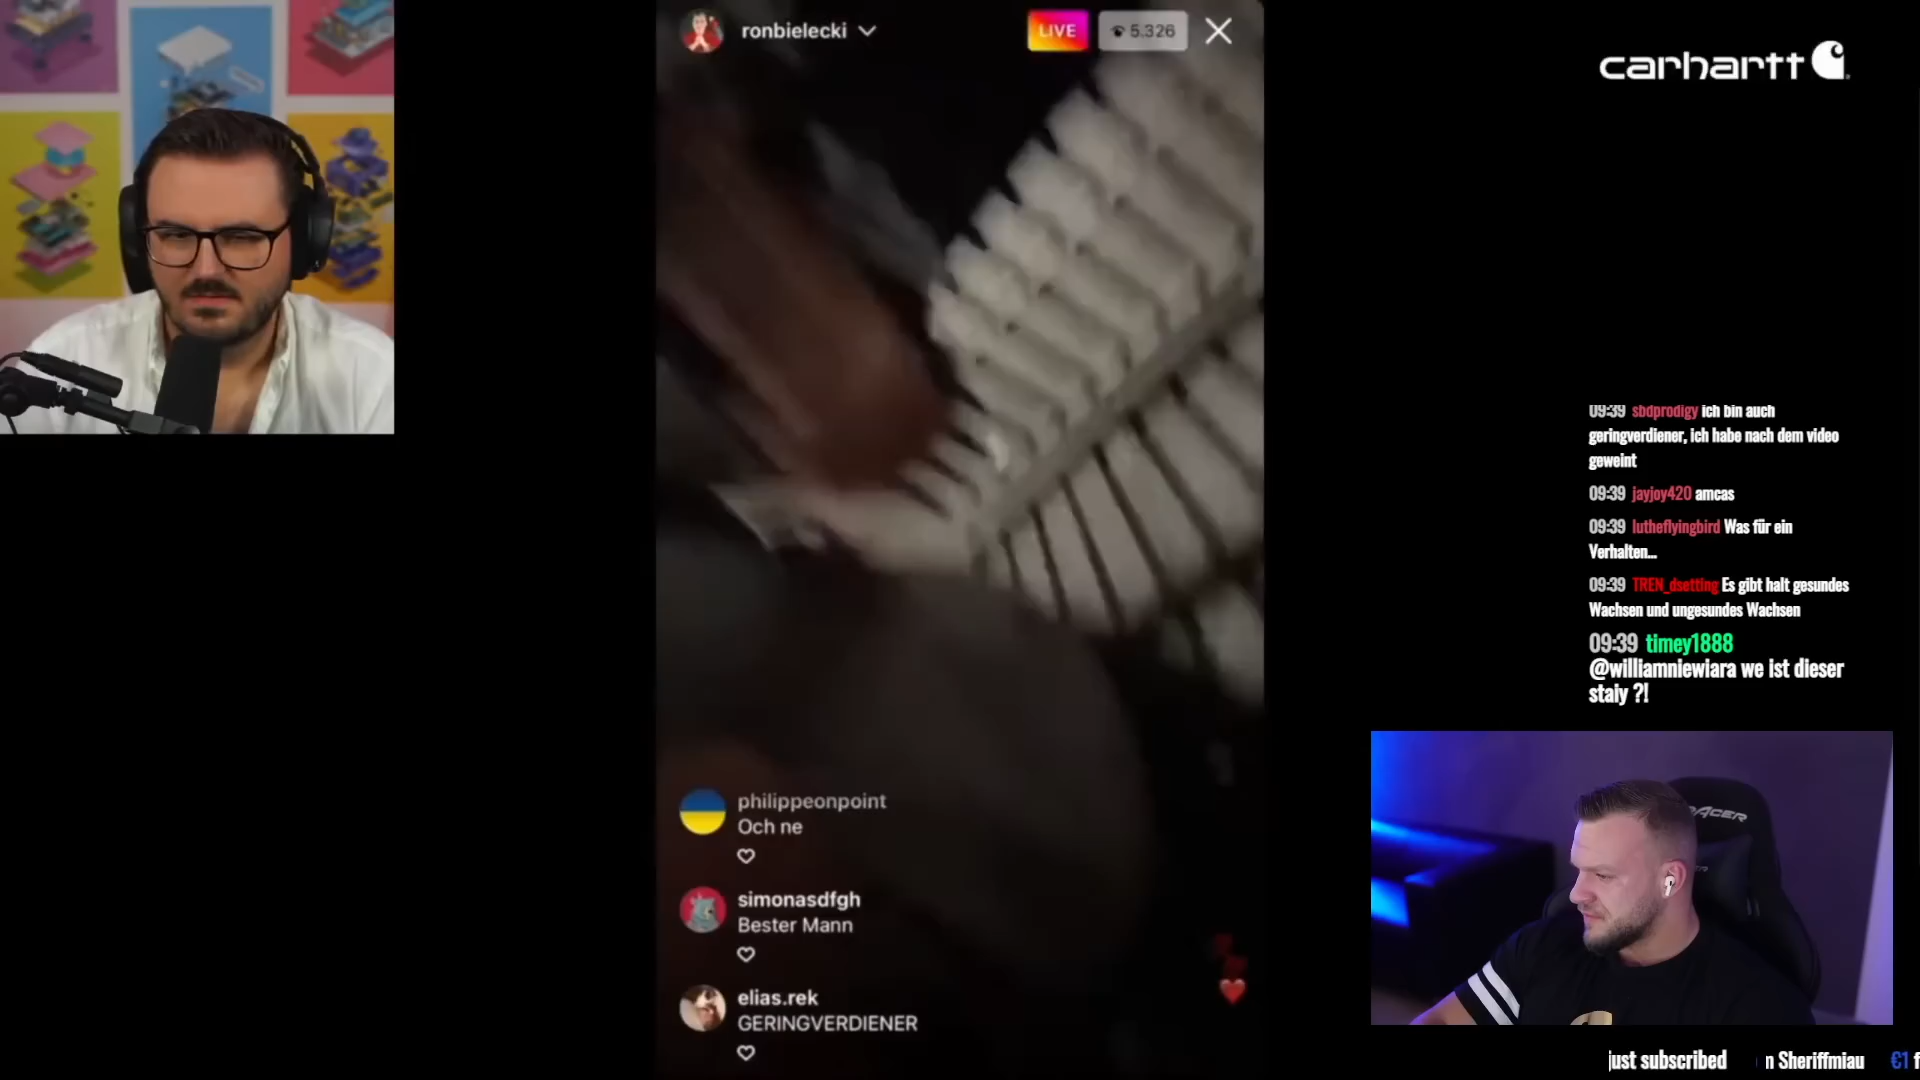 ronbielecki
LIVE
5.326
carhartt
09:39 sbdprodigy ich bin auch
geringverdiener, ich habe nach dem video
geweint
09:39 jayjoy420 amcas
09:39 lutheflyingbird Was für ein
Verhalten...
09:39 TREN_dsetting Es gibt halt gesundes
Wachsen und ungesundes Wachsen
09:39 timey1888
@williamniewiara we ist dieser
staiy ?!
philippeonpoint
Och ne
simonasdfgh
Bester Mann
elias.rek
GERINGVERDIENER
just subscribed
n Sheriffmiau
€1 f